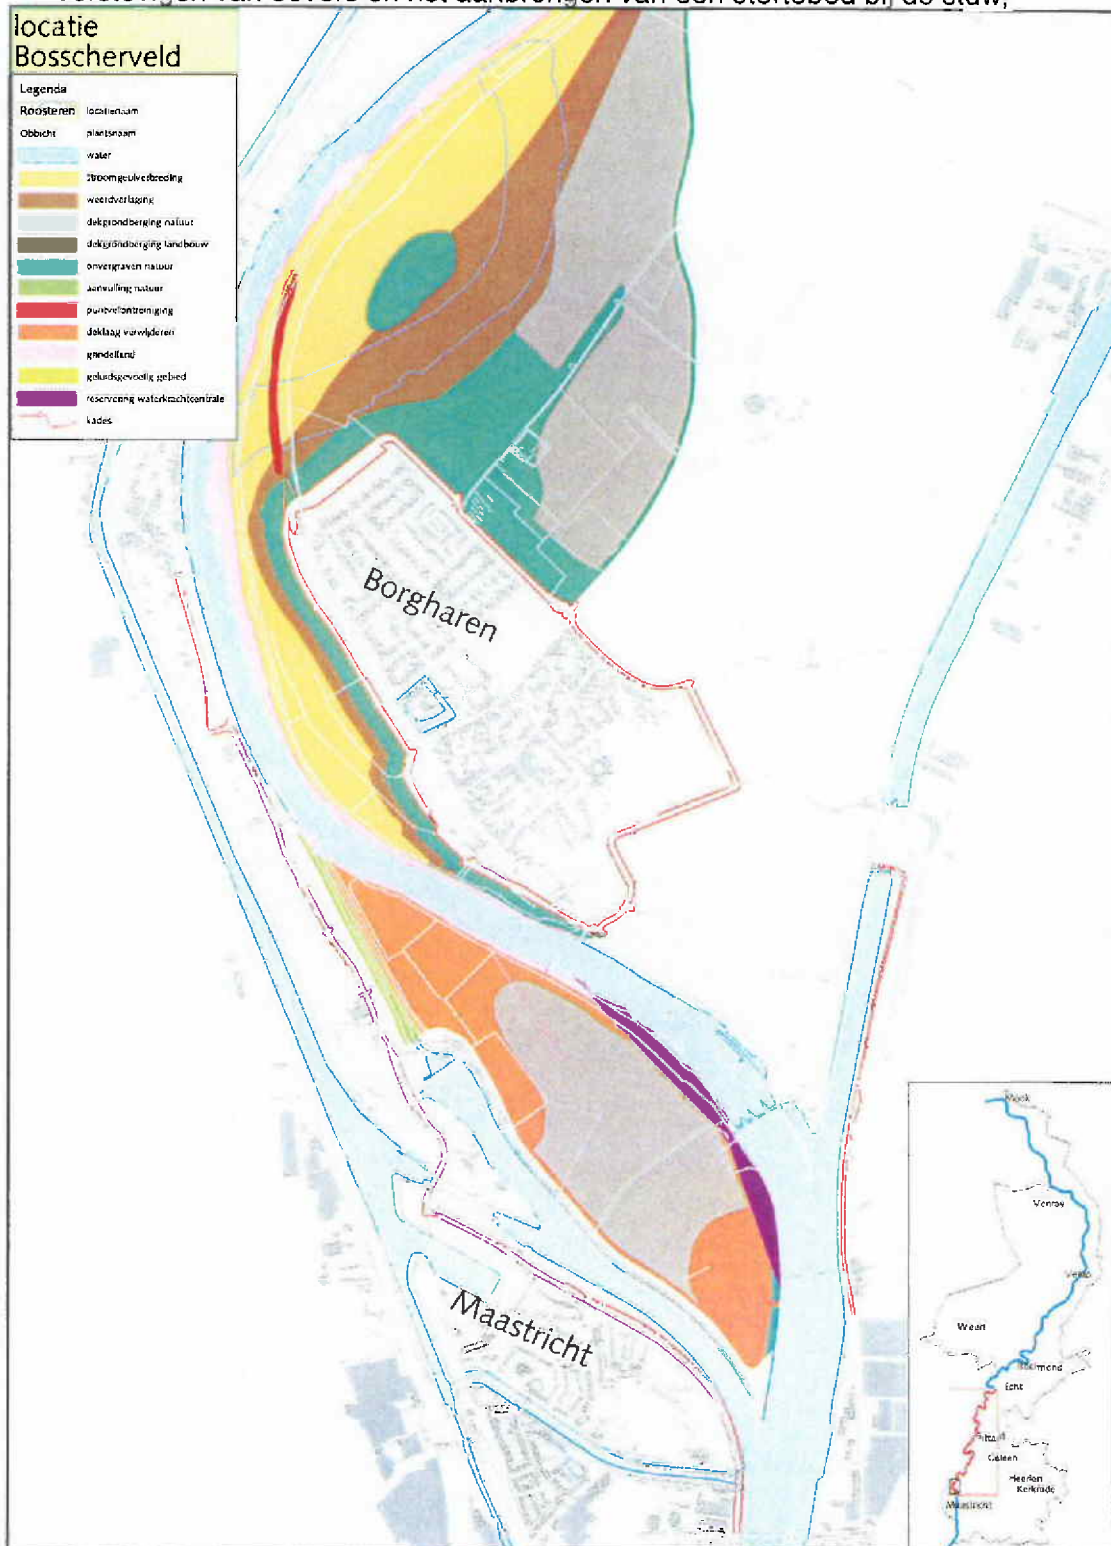 locatie
Bosscherveld
Legenda
Roosteren locatienaam
Obbicht plaatsnaam
water
stroomgeulverbreding
weerdverlaging
dekgrondberging natuur
dekgrondberging landbouw
onvergraven natuur
aanvulling natuur
puntverontreiniging
deklaag verwijderen
grindeiland
geluidsgevoelig gebied
reservering waterkrachtcentrale
kades
Borgharen
Maastricht
Mook
Venray
Venlo
Weert
Roermond
Echt
Sittard
Geleen
Heerlen
Kerkrade
Maastricht